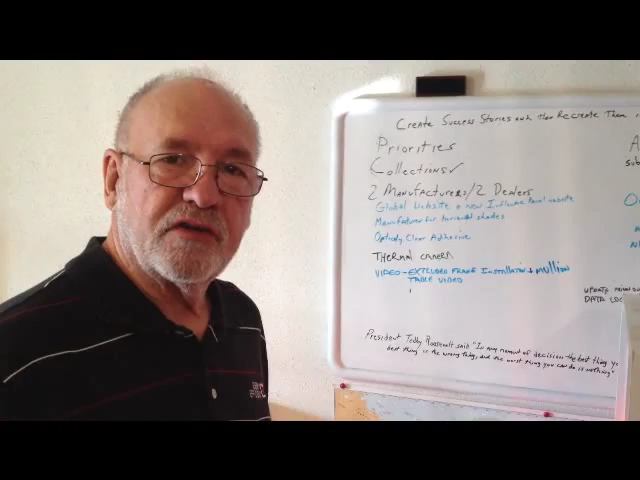 Create Success Stories and then Recreate Them
Priorities
Collections✓
2 Manufacturers/2 Dealers
Global Website + new panel website
Manufacturer for shades
Optically Clear Adhesive
THERMAL CAMERA
VIDEO - EXTRUDED FRAME Installation + mullion
TABLE VIDEO
UPDATE
DATA LOG
President Teddy Roosevelt said "In any moment of decision the best thing yo
best thing is the wrong thing, and the worst thing you can do is nothing"